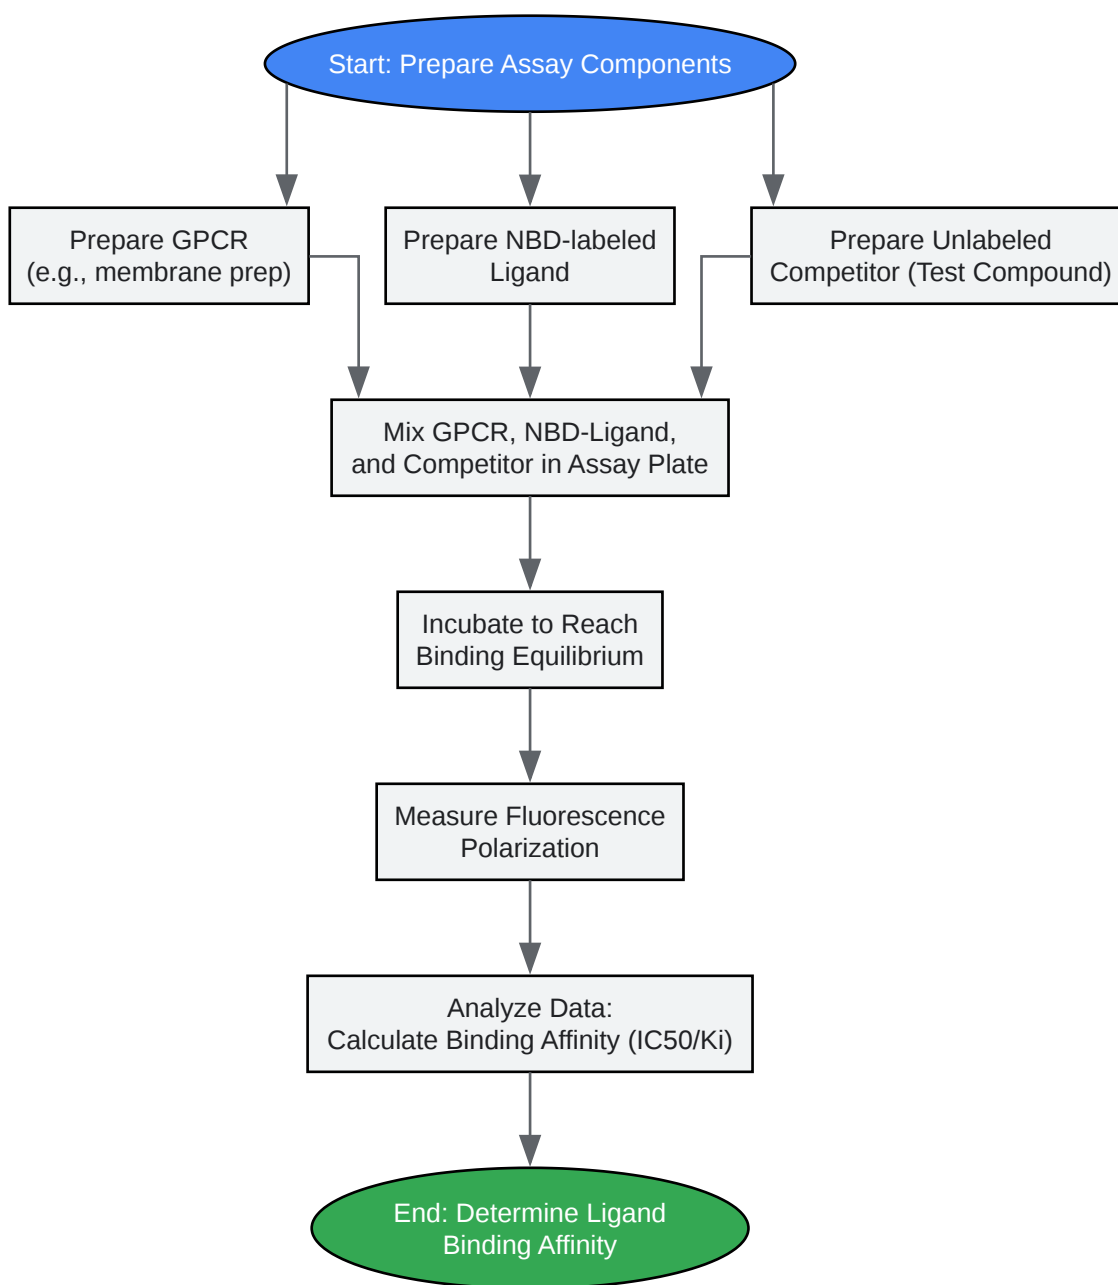 Start: Prepare Assay Components
Prepare GPCR
(e.g., membrane prep)
Prepare NBD-labeled
Ligand
Prepare Unlabeled
Competitor (Test Compound)
Mix GPCR, NBD-Ligand,
and Competitor in Assay Plate
Incubate to Reach
Binding Equilibrium
Measure Fluorescence
Polarization
Analyze Data:
Calculate Binding Affinity (IC50/Ki)
End: Determine Ligand
Binding Affinity